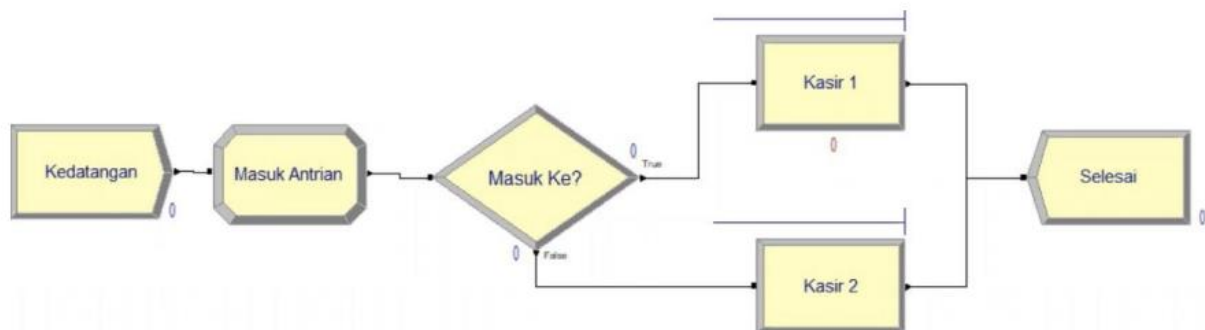 Kedatangan
0
Masuk Antrian
Masuk Ke?
0
True
0
False
Kasir 1
0
Kasir 2
Selesai
0